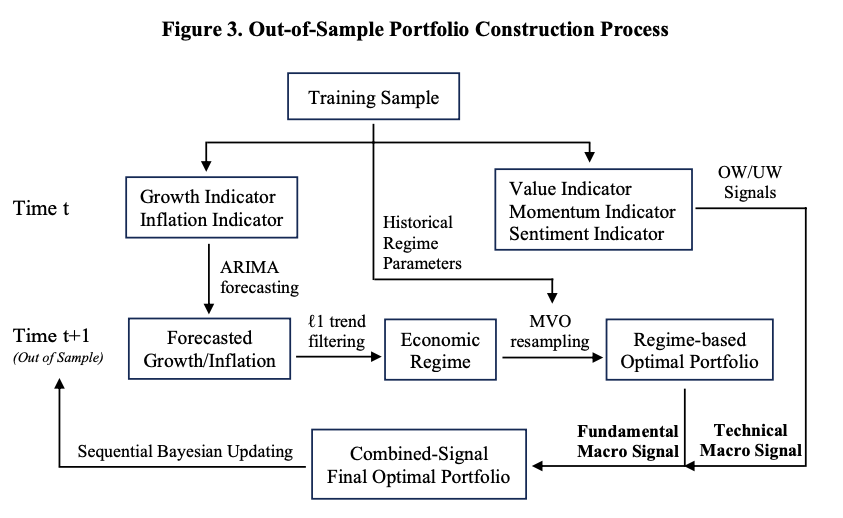 Figure 3. Out-of-Sample Portfolio Construction Process
Training Sample
OW/UW
Signals
Time t
Growth Indicator
Inflation Indicator
Value Indicator
Momentum Indicator
Sentiment Indicator
Historical
Regime
Parameters
ARIMA
forecasting
Time t+1
(Out of Sample)
Forecasted
Growth/Inflation
ℓ1 trend
filtering
Economic
Regime
MVO
resampling
Regime-based
Optimal Portfolio
Fundamental
Macro Signal
Technical
Macro Signal
Sequential Bayesian Updating
Combined-Signal
Final Optimal Portfolio